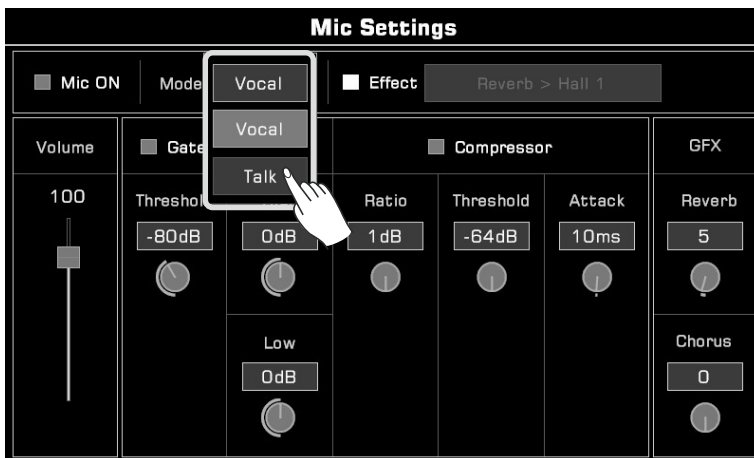 Mic Settings
Mic ON Mode Vocal Effect Reverb > Hall 1
Vocal
Talk
Volume Gate Compressor GFX
100 Threshold Ratio Threshold Attack Reverb
-80dB 0dB 1dB -64dB 10ms 5
Low Chorus
0dB 0